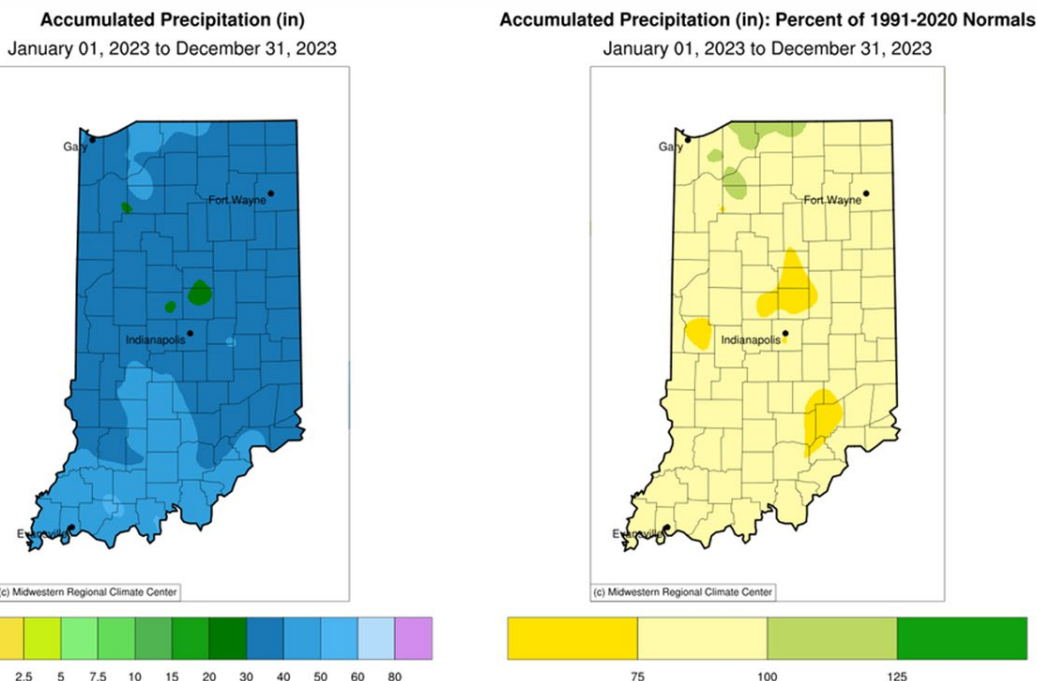 Accumulated Precipitation (in)
January 01, 2023 to December 31, 2023
Gary
Fort Wayne
Indianapolis
Evansville
(c) Midwestern Regional Climate Center
2.5 5 7.5 10 15 20 30 40 50 60 80
Accumulated Precipitation (in): Percent of 1991-2020 Normals
January 01, 2023 to December 31, 2023
Gary
Fort Wayne
Indianapolis
Evansville
(c) Midwestern Regional Climate Center
75 100 125